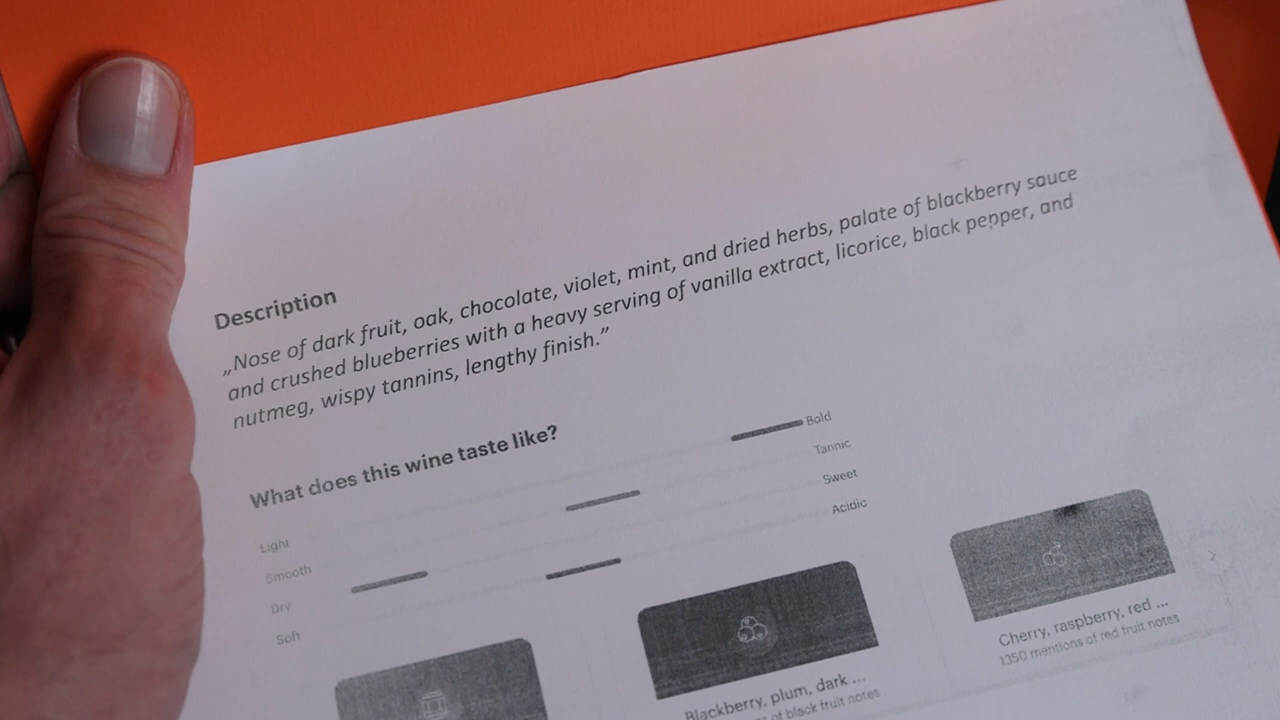 Description
„Nose of dark fruit, oak, chocolate, violet, mint, and dried herbs, palate of blackberry sauce
and crushed blueberries with a heavy serving of vanilla extract, licorice, black pepper, and
nutmeg, wispy tannins, lengthy finish.”
What does this wine taste like?
Light Bold
Smooth Tannic
Dry Sweet
Soft Acidic
Blackberry, plum, dark ...
of black fruit notes
Cherry, raspberry, red ...
1350 mentions of red fruit notes